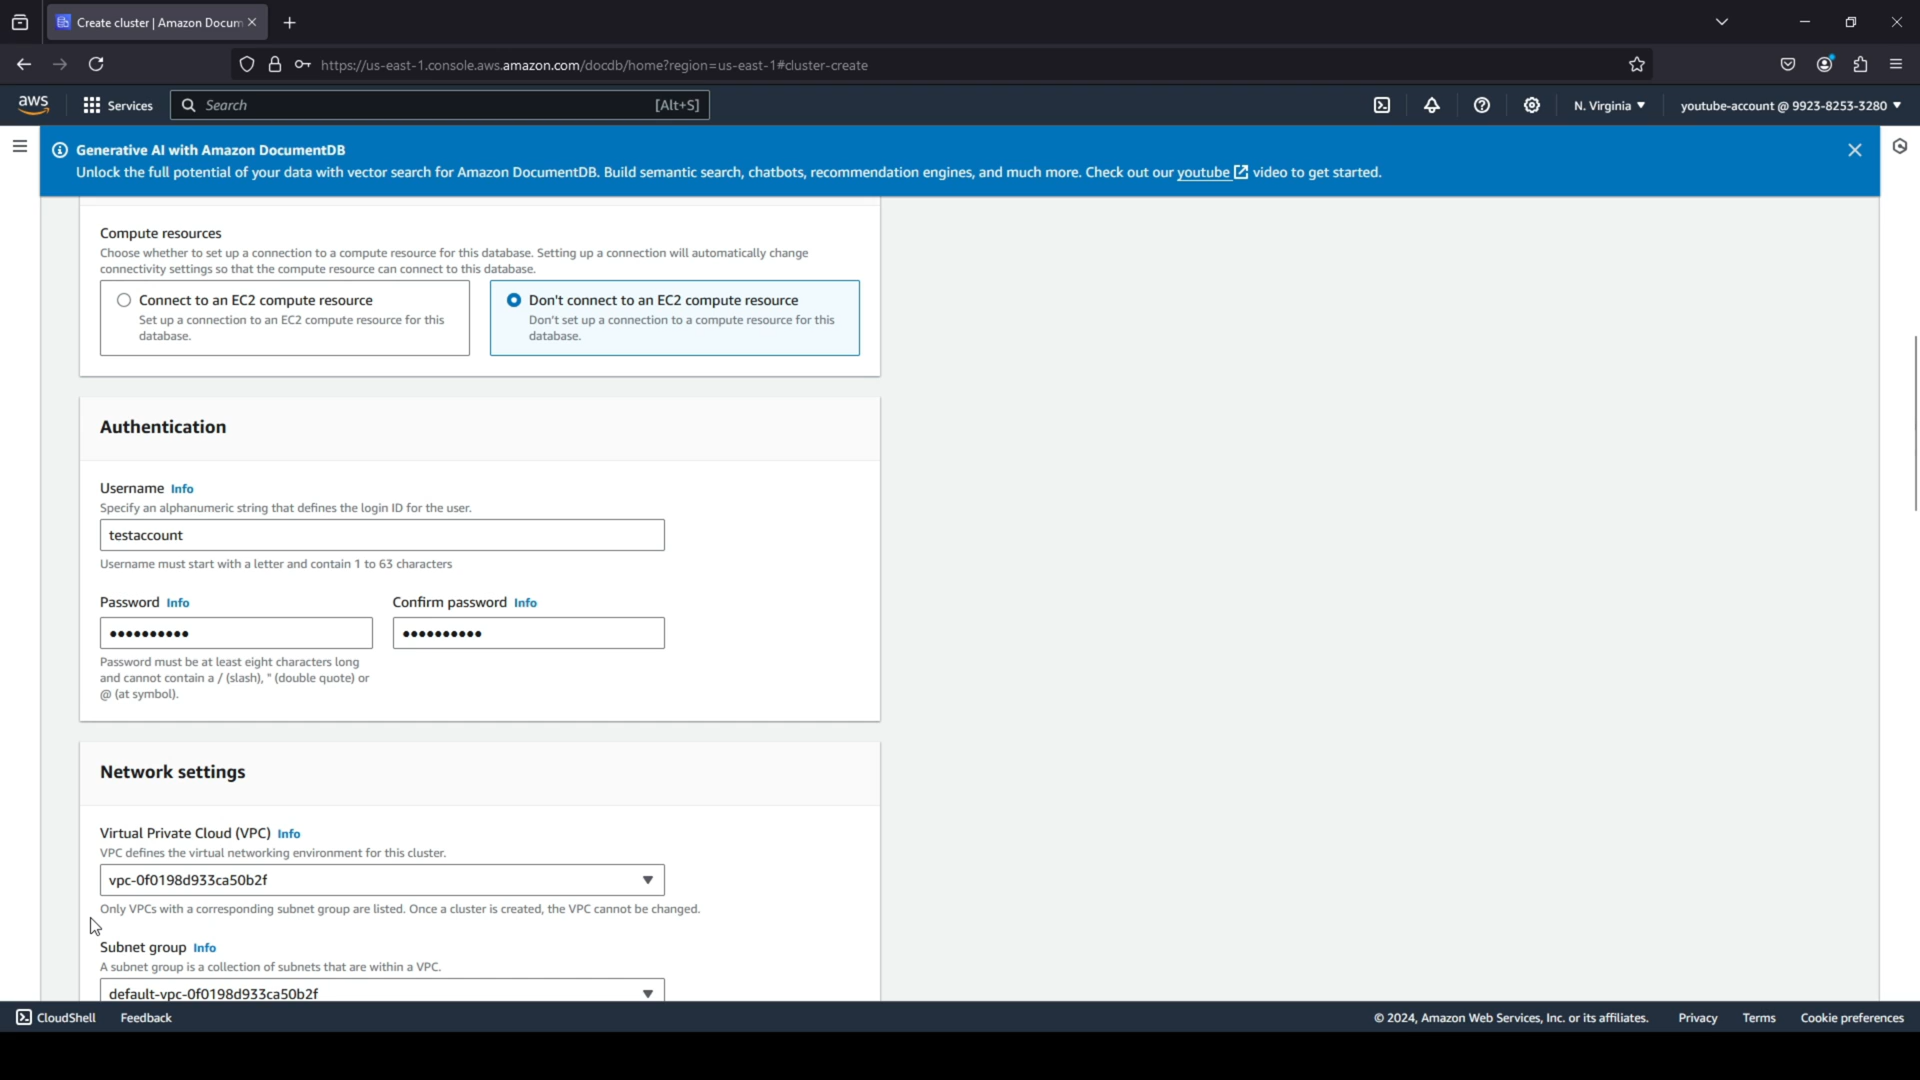 Create cluster | Amazon Docum
https://us-east-1.console.aws.amazon.com/docdb/home?region=us-east-1#cluster-create
aws
Services
Search
[Alt+S]
N. Virginia
youtube-account @ 9923-8253-3280
Generative AI with Amazon DocumentDB
Unlock the full potential of your data with vector search for Amazon DocumentDB. Build semantic search, chatbots, recommendation engines, and much more. Check out our youtube video to get started.
Compute resources
Choose whether to set up a connection to a compute resource for this database. Setting up a connection will automatically change
connectivity settings so that the compute resource can connect to this database.
Connect to an EC2 compute resource
Set up a connection to an EC2 compute resource for this
database.
Don't connect to an EC2 compute resource
Don't set up a connection to a compute resource for this
database.
Authentication
Username Info
Specify an alphanumeric string that defines the login ID for the user.
testaccount
Username must start with a letter and contain 1 to 63 characters
Password Info
Confirm password Info
••••••••••
••••••••••
Password must be at least eight characters long
and cannot contain a / (slash), " (double quote) or
@ (at symbol).
Network settings
Virtual Private Cloud (VPC) Info
VPC defines the virtual networking environment for this cluster.
vpc-0f0198d933ca50b2f
Only VPCs with a corresponding subnet group are listed. Once a cluster is created, the VPC cannot be changed.
Subnet group Info
A subnet group is a collection of subnets that are within a VPC.
default-vpc-0f0198d933ca50b2f
CloudShell
Feedback
© 2024, Amazon Web Services, Inc. or its affiliates.
Privacy
Terms
Cookie preferences